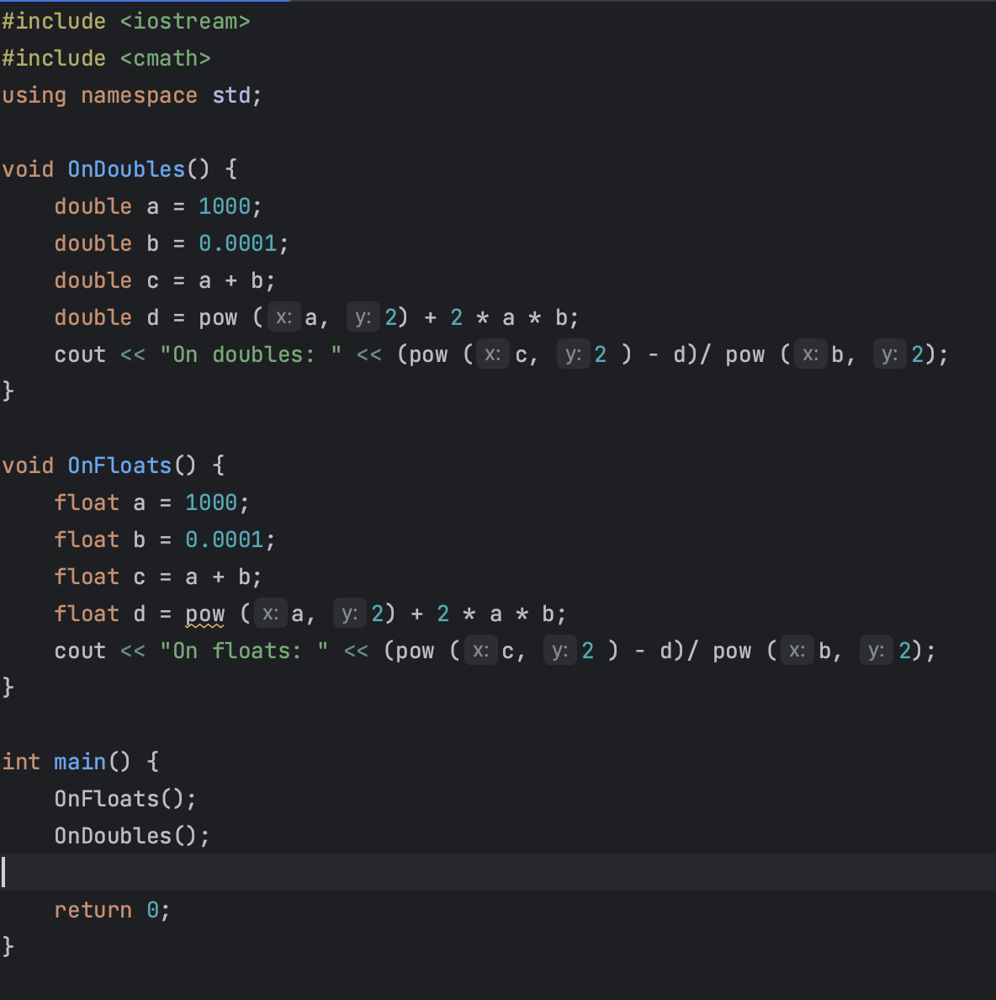 #include <iostream>
#include <cmath>
using namespace std;
void OnDoubles() {
    double a = 1000;
    double b = 0.0001;
    double c = a + b;
    double d = pow (x: a, y: 2) + 2 * a * b;
    cout << "On doubles: " << (pow (x: c, y: 2 ) - d)/ pow (x: b, y: 2);
}
void OnFloats() {
    float a = 1000;
    float b = 0.0001;
    float c = a + b;
    float d = pow (x: a, y: 2) + 2 * a * b;
    cout << "On floats: " << (pow (x: c, y: 2 ) - d)/ pow (x: b, y: 2);
}
int main() {
    OnFloats();
    OnDoubles();
    return 0;
}